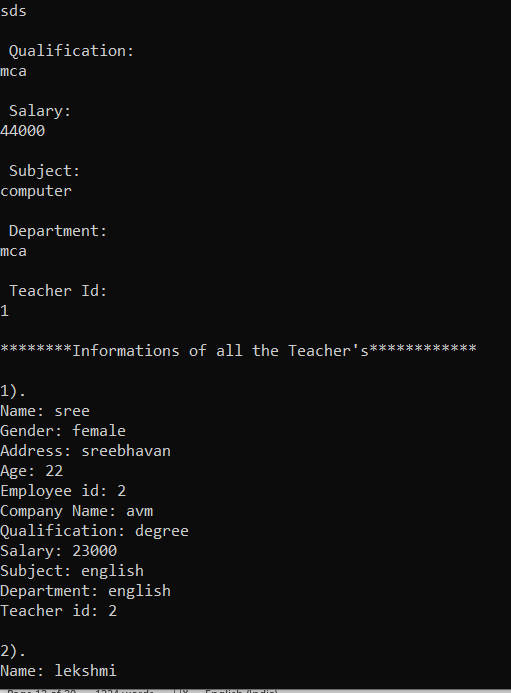 sds
Qualification:
mca
Salary:
44000
Subject:
computer
Department:
mca
Teacher Id:
1
********Informations of all the Teacher's************
1).
Name: sree
Gender: female
Address: sreebhavan
Age: 22
Employee id: 2
Company Name: avm
Qualification: degree
Salary: 23000
Subject: english
Department: english
Teacher id: 2
2).
Name: lekshmi